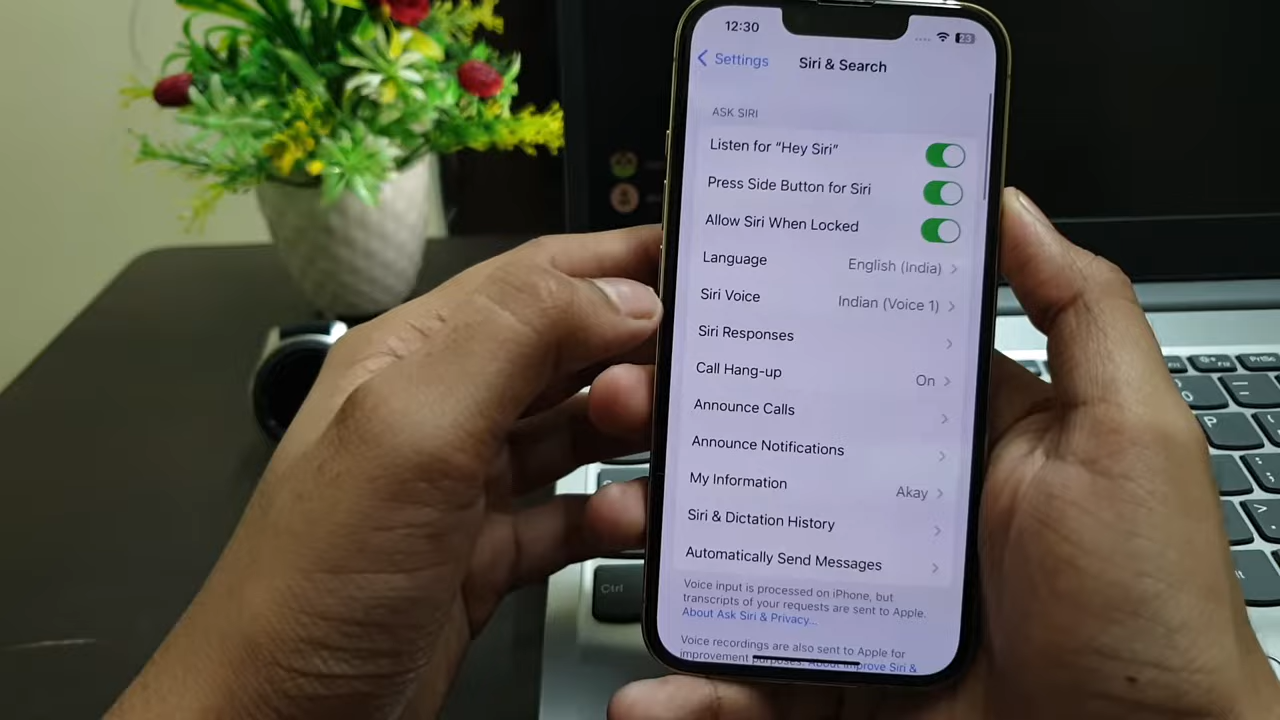 12:30
23
Settings
Siri & Search
ASK SIRI
Listen for “Hey Siri”
Press Side Button for Siri
Allow Siri When Locked
Language English (India)
Siri Voice Indian (Voice 1)
Siri Responses
Call Hang-up On
Announce Calls
Announce Notifications
My Information Akay
Siri & Dictation History
Automatically Send Messages
Voice input is processed on iPhone, but
transcripts of your requests are sent to Apple.
About Ask Siri & Privacy...
Voice recordings are also sent to Apple for
improvement purposes. About Improve Siri &
PrtSc
P
Ctrl